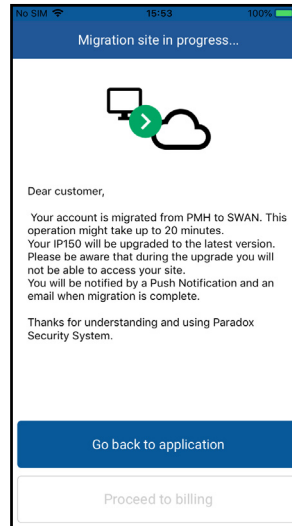 No SIM 15:53 100%
Migration site in progress...
Dear customer,
Your account is migrated from PMH to SWAN. This
operation might take up to 20 minutes.
Your IP150 will be upgraded to the latest version.
Please be aware that during the upgrade you will
not be able to access your site.
You will be notified by a Push Notification and an
email when migration is complete.
Thanks for understanding and using Paradox
Security System.
Go back to application
Proceed to billing